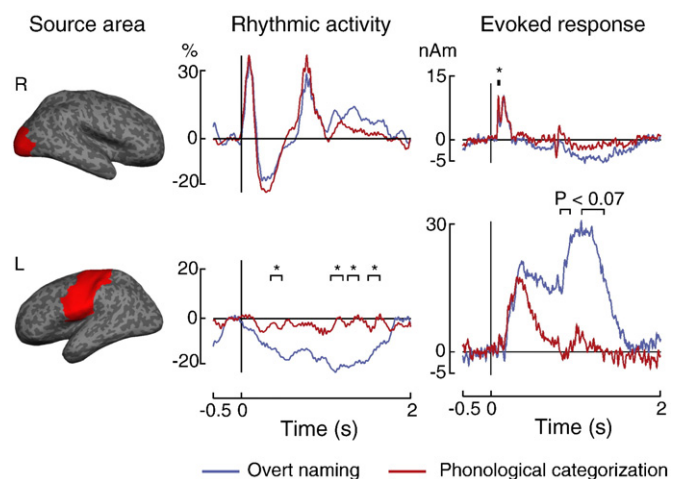 Source area
Rhythmic activity
Evoked response
R
%
30
0
-20
nAm
15
*
0
-5
P < 0.07
L
20
* * * *
0
-20
30
0
-5
-0.5 0 2
Time (s)
-0.5 0 2
Time (s)
Overt naming
Phonological categorization